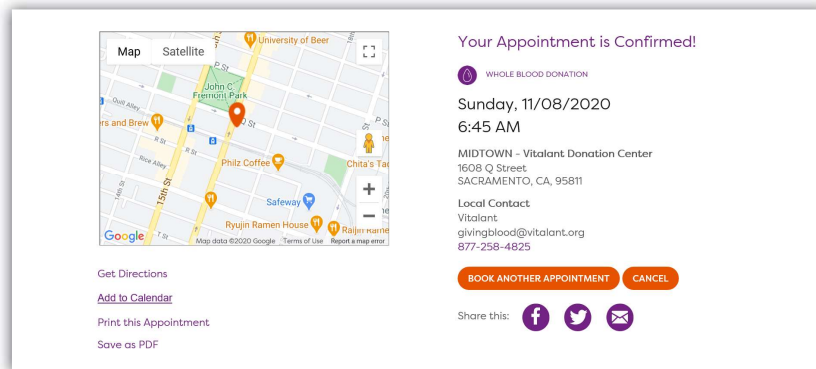 Map
Satellite
University of Beer
P St
John C.
Fremont Park
Quill Alley
Q St
rs and Brew
R St
R St
Rice Alley
Philz Coffee
Chita's Tac
14th St
15th St
Safeway
Ryujin Ramen House
Raijin Rame
T St
Google
Map data ©2020 Google
Terms of Use
Report a map error
Get Directions
Add to Calendar
Print this Appointment
Save as PDF
Your Appointment is Confirmed!
WHOLE BLOOD DONATION
Sunday, 11/08/2020
6:45 AM
MIDTOWN - Vitalant Donation Center
1608 Q Street
SACRAMENTO, CA, 95811
Local Contact
Vitalant
givingblood@vitalant.org
877-258-4825
BOOK ANOTHER APPOINTMENT
CANCEL
Share this: